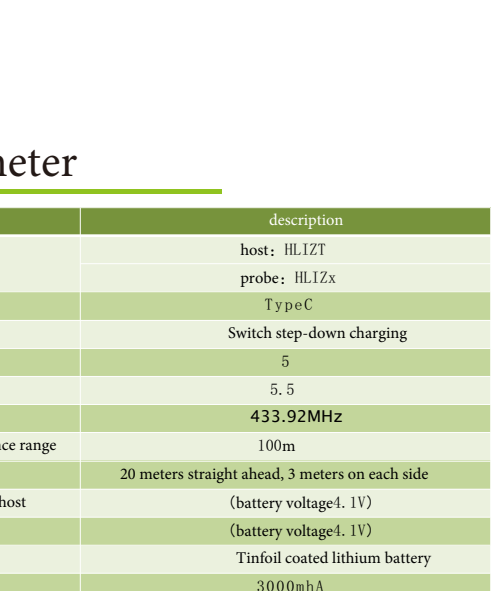 neter
description
host：HLIZT
probe：HLIZx
TypeC
Switch step-down charging
5
5.5
433.92MHz
ce range 100m
20 meters straight ahead, 3 meters on each side
host (battery voltage4.1V)
(battery voltage4.1V)
Tinfoil coated lithium battery
3000mhA